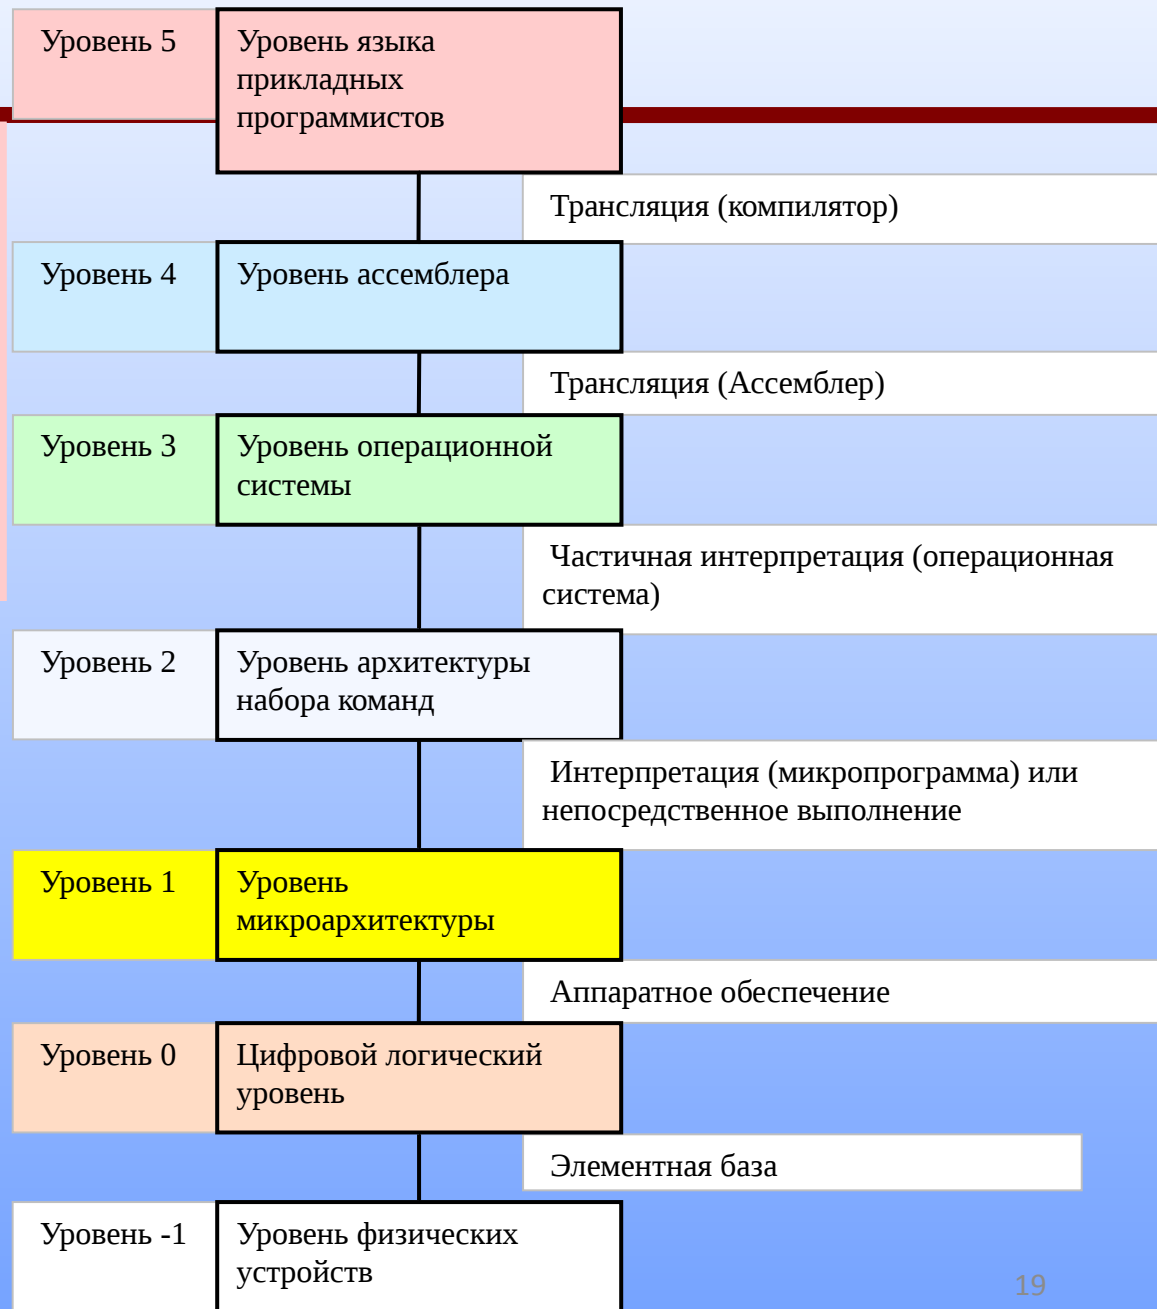 Уровень 5
Уровень языка
прикладных
программистов
Трансляция (компилятор)
Уровень 4
Уровень ассемблера
Трансляция (Ассемблер)
Уровень 3
Уровень операционной
системы
Частичная интерпретация (операционная
система)
Уровень 2
Уровень архитектуры
набора команд
Интерпретация (микропрограмма) или
непосредственное выполнение
Уровень 1
Уровень
микроархитектуры
Аппаратное обеспечение
Уровень 0
Цифровой логический
уровень
Элементная база
Уровень -1
Уровень физических
устройств
19